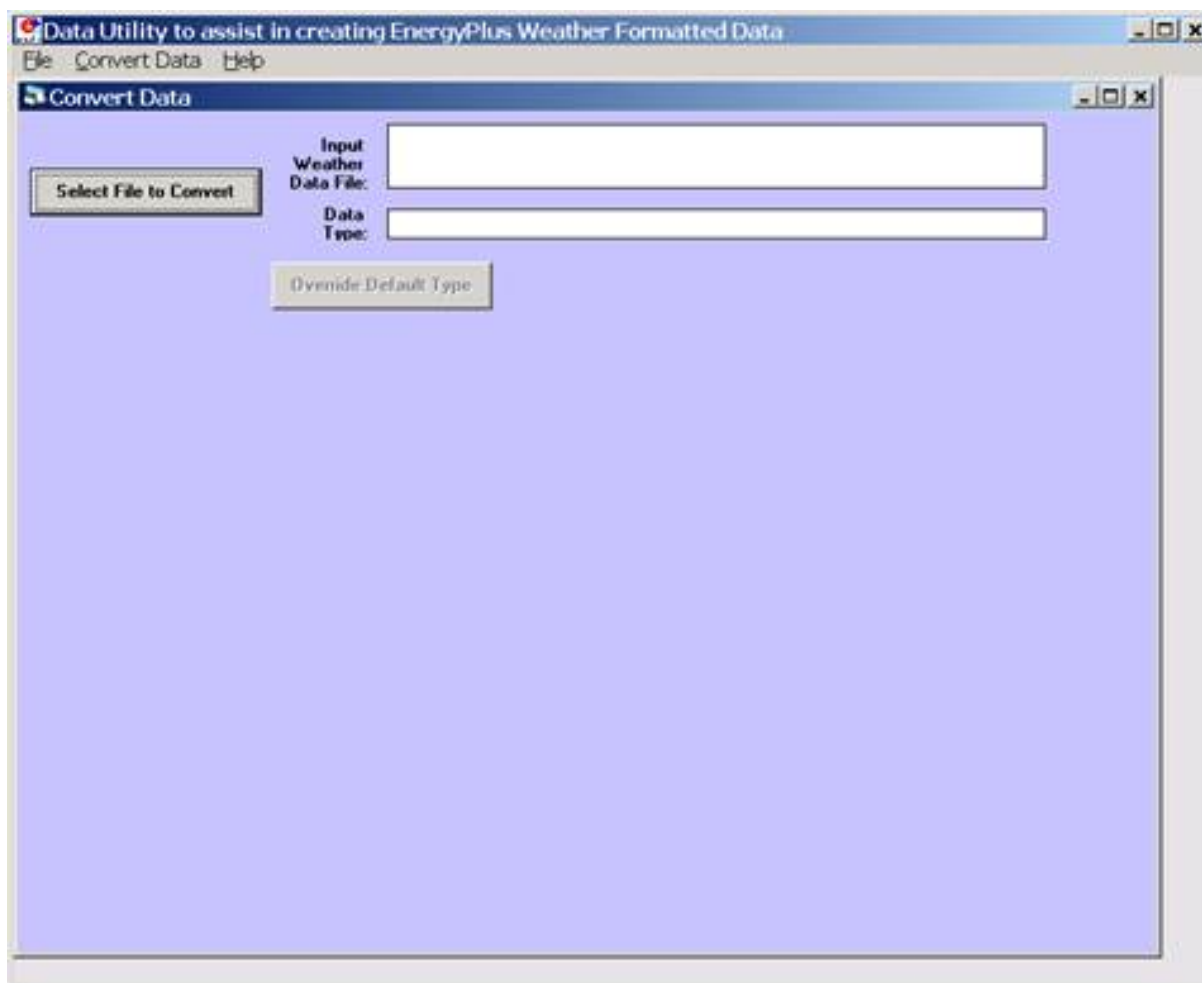 Data Utility to assist in creating EnergyPlus Weather Formatted Data
File Convert Data Help
Convert Data
Input
Weather
Data File:
Select File to Convert
Data
Type:
Override Default Type